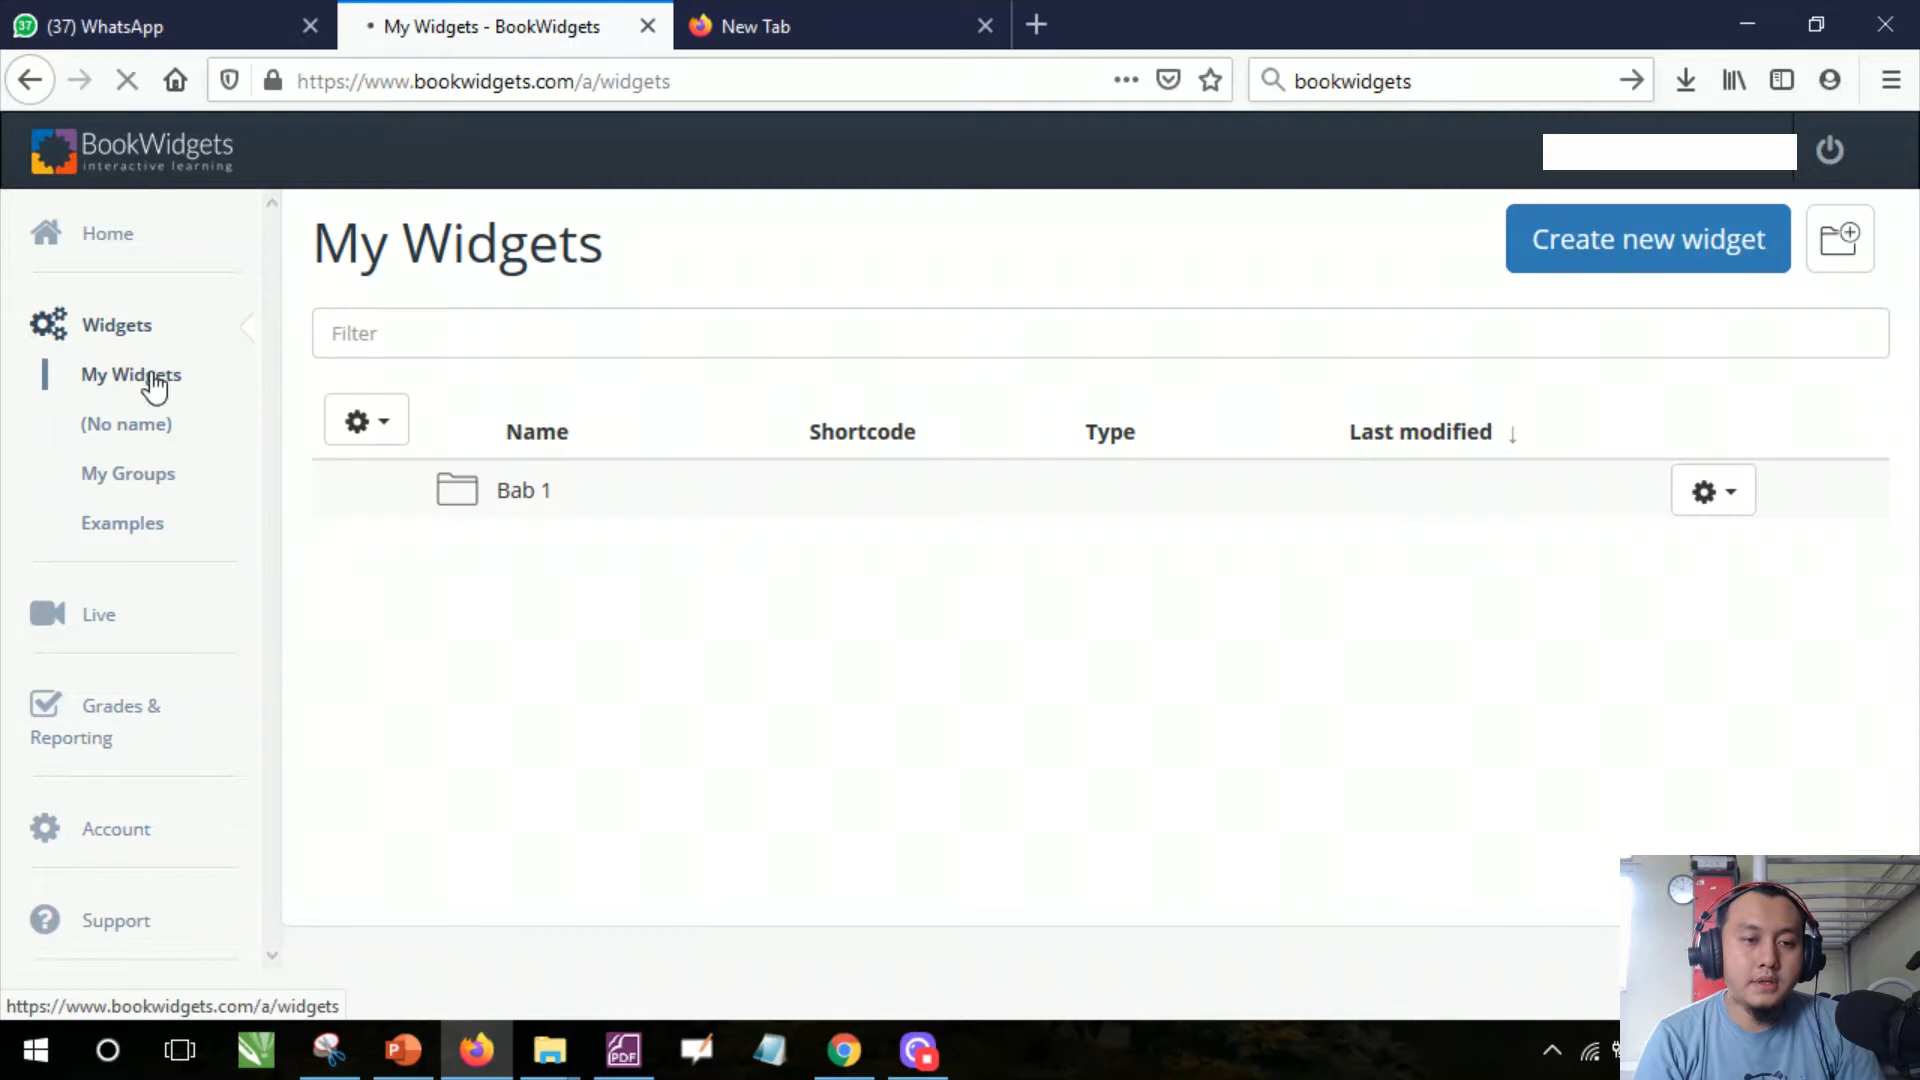 37
(37) WhatsApp
My Widgets - BookWidgets
New Tab
https://www.bookwidgets.com/a/widgets
bookwidgets
BookWidgets
interactive learning
Home
Widgets
My Widgets
(No name)
My Groups
Examples
Live
Grades &
Reporting
Account
Support
My Widgets
Create new widget
Filter
Name
Shortcode
Type
Last modified
Bab 1
https://www.bookwidgets.com/a/widgets
P
PDF